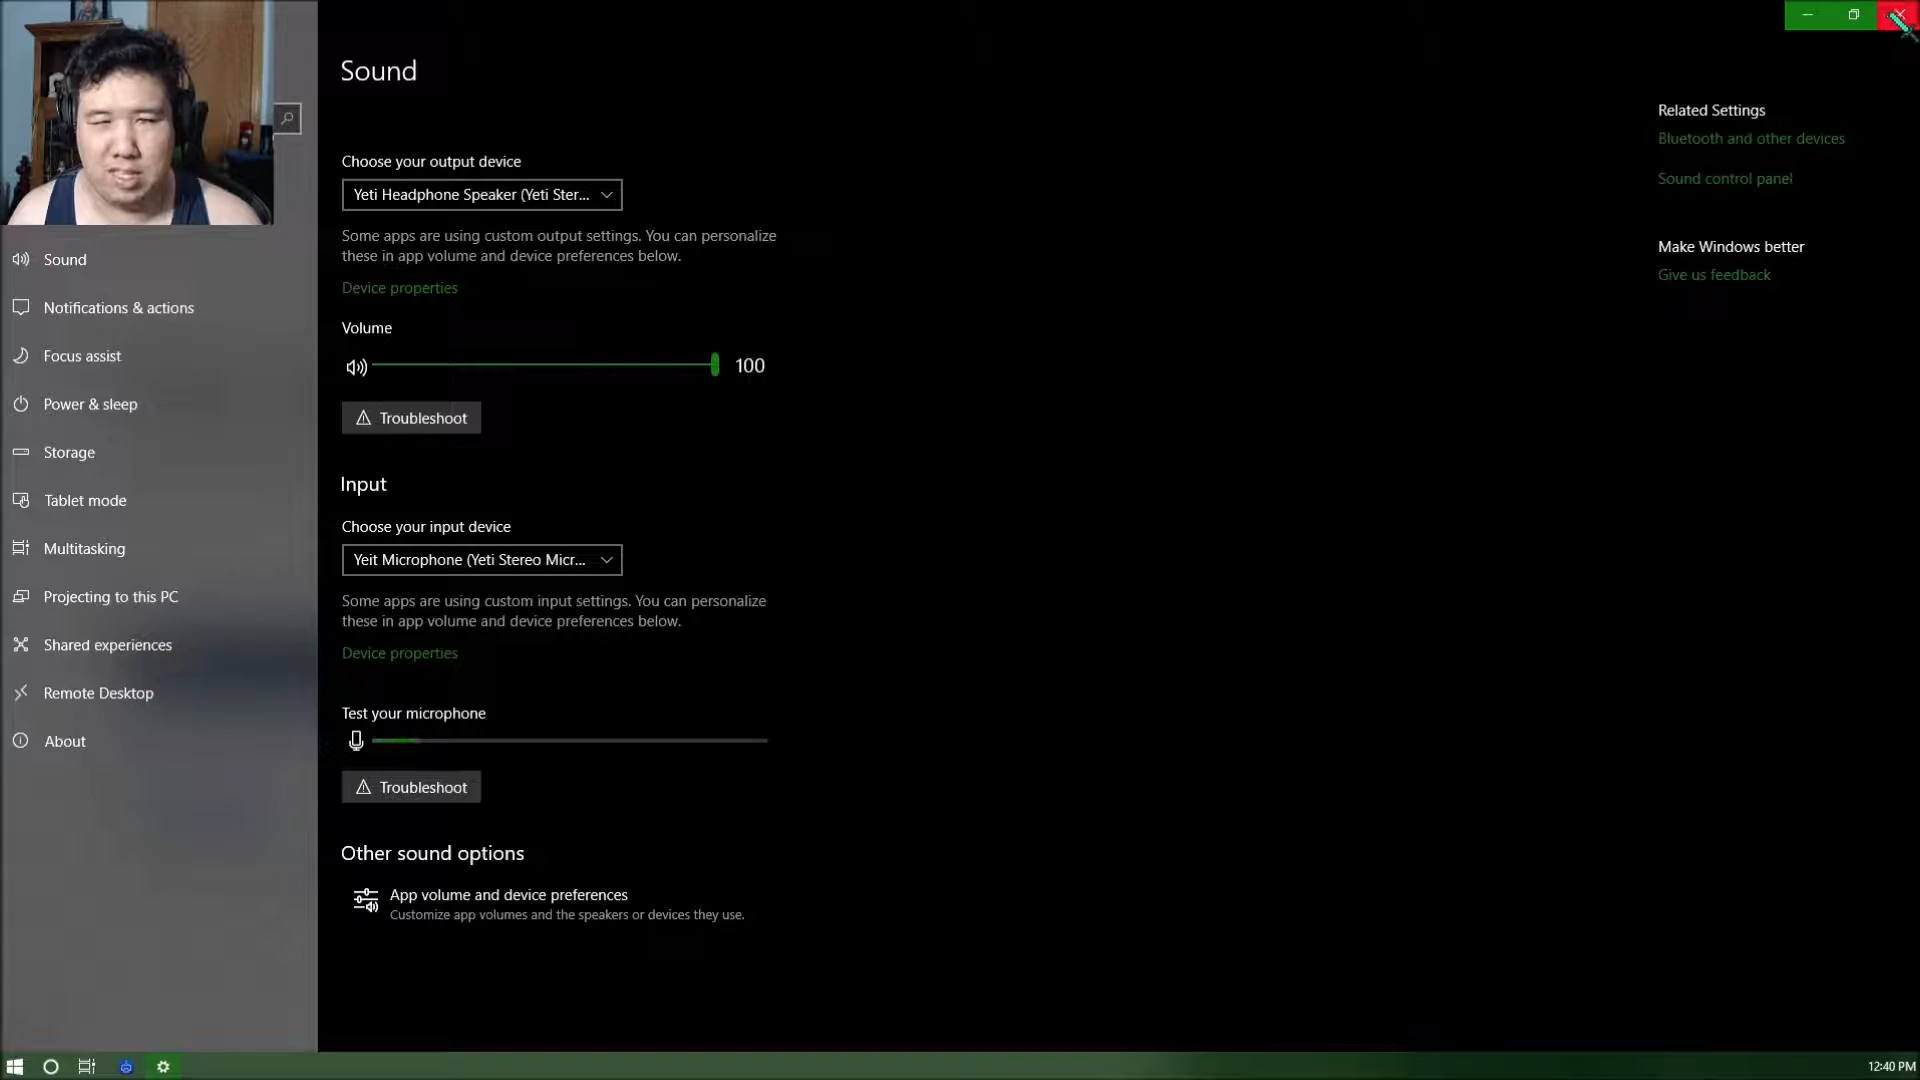 Sound
Notifications & actions
Focus assist
Power & sleep
Storage
Tablet mode
Multitasking
Projecting to this PC
Shared experiences
Remote Desktop
About
Sound
Choose your output device
Yeti Headphone Speaker (Yeti Ster...
Some apps are using custom output settings. You can personalize
these in app volume and device preferences below.
Device properties
Volume
100
Troubleshoot
Input
Choose your input device
Yeit Microphone (Yeti Stereo Micr...
Some apps are using custom input settings. You can personalize
these in app volume and device preferences below.
Device properties
Test your microphone
Troubleshoot
Other sound options
App volume and device preferences
Customize app volumes and the speakers or devices they use.
Related Settings
Bluetooth and other devices
Sound control panel
Make Windows better
Give us feedback
12:40 PM